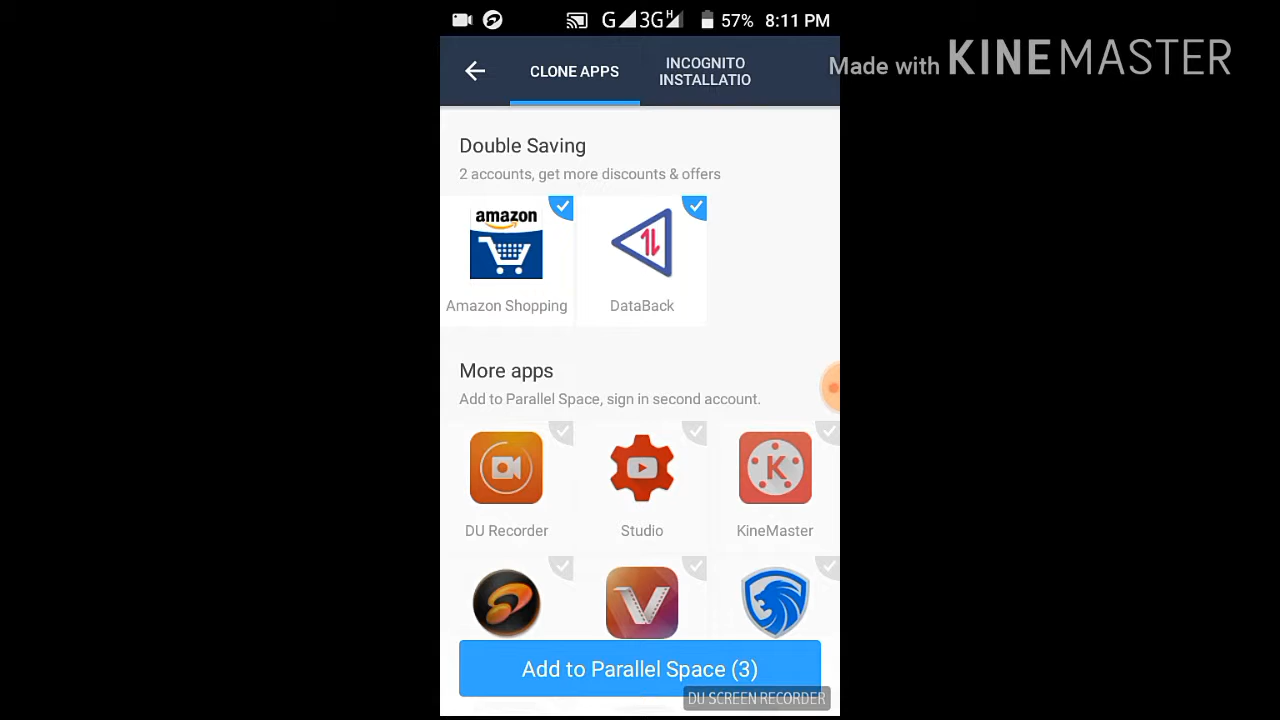 G 3G H 57% 8:11 PM
Made with KINEMASTER
CLONE APPS
INCOGNITO
INSTALLATIO
Double Saving
2 accounts, get more discounts & offers
amazon
Amazon Shopping
DataBack
More apps
Add to Parallel Space, sign in second account.
K
DU Recorder
Studio
KineMaster
V
Add to Parallel Space (3)
DU SCREEN RECORDER